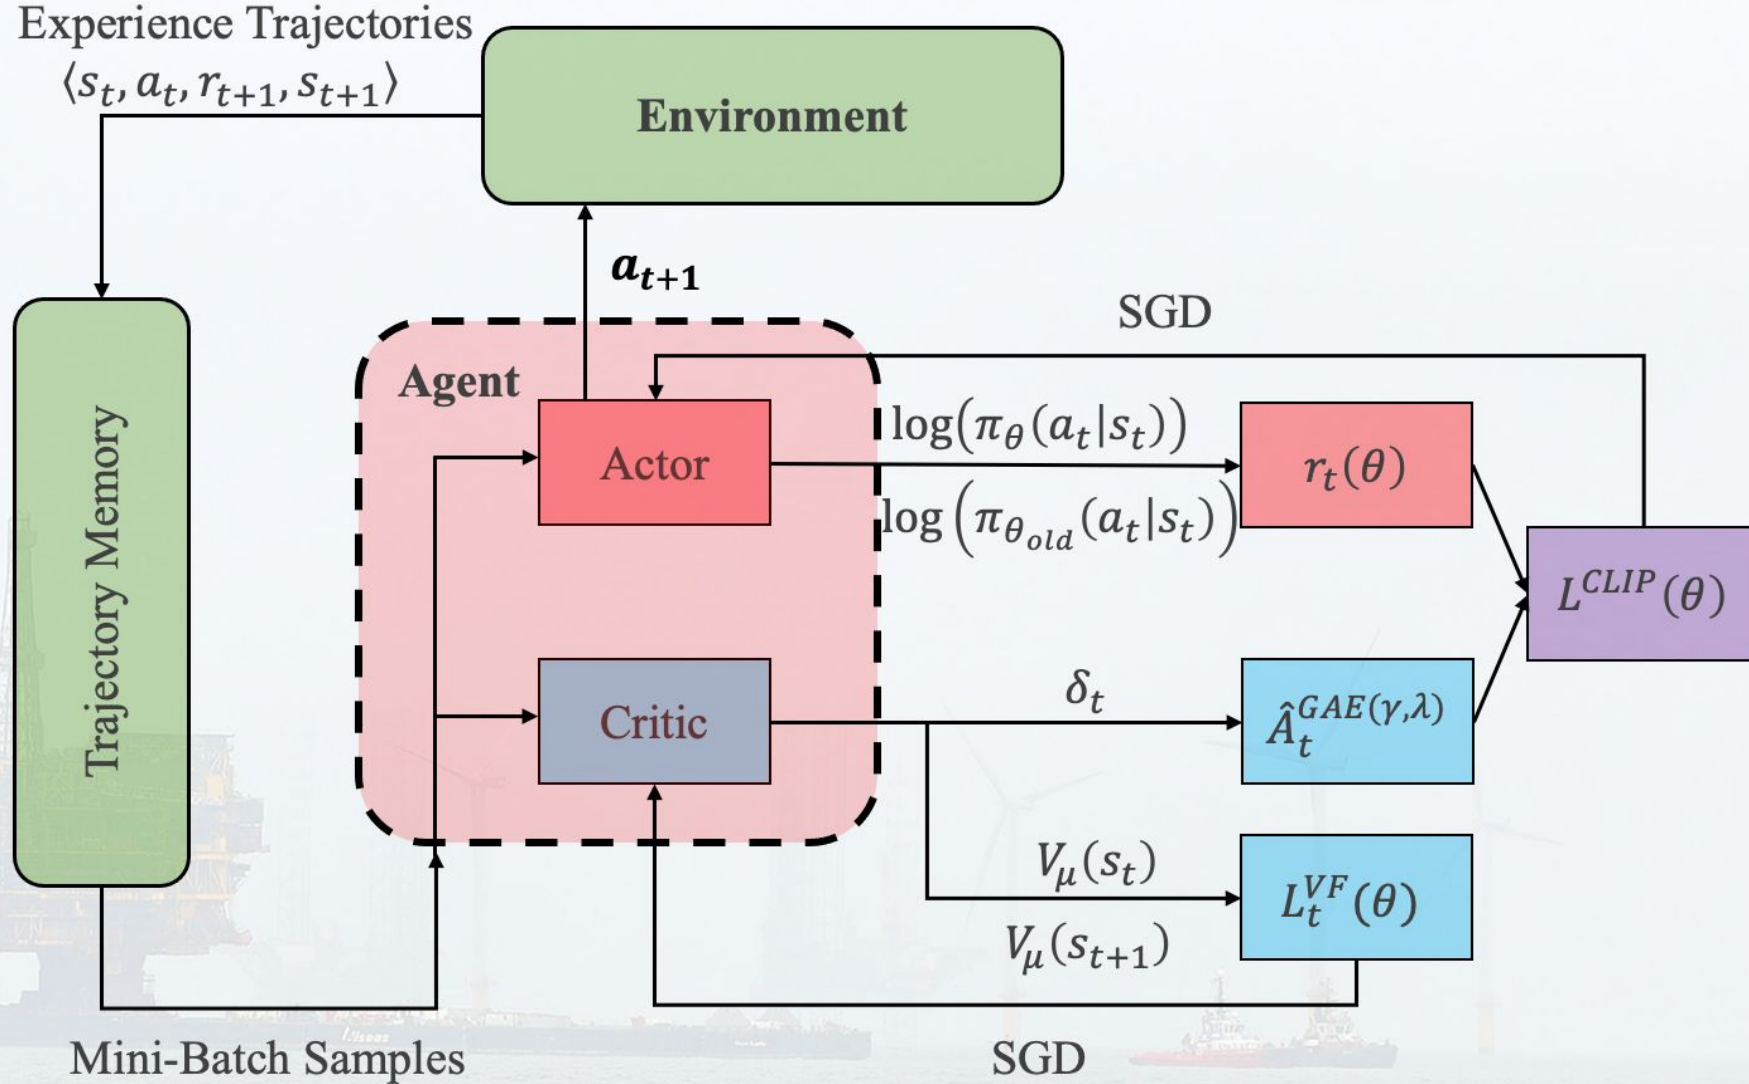 Experience Trajectories
⟨s_t, a_t, r_{t+1}, s_{t+1}⟩
Environment
a_{t+1}
SGD
Agent
log(π_θ(a_t|s_t))
Actor
r_t(θ)
log(π_{θ_{old}}(a_t|s_t))
Trajectory Memory
L^{CLIP}(θ)
δ_t
Critic
Â_t^{GAE(γ,λ)}
V_μ(s_t)
L_t^{VF}(θ)
V_μ(s_{t+1})
Mini-Batch Samples
SGD